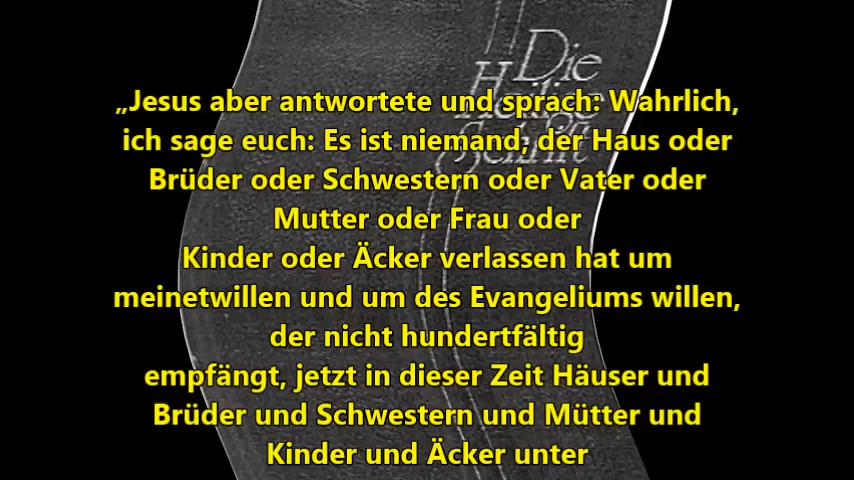 Die
Heilige
Schrift
„Jesus aber antwortete und sprach: Wahrlich,
ich sage euch: Es ist niemand, der Haus oder
Brüder oder Schwestern oder Vater oder
Mutter oder Frau oder
Kinder oder Äcker verlassen hat um
meinetwillen und um des Evangeliums willen,
der nicht hundertfältig
empfängt, jetzt in dieser Zeit Häuser und
Brüder und Schwestern und Mütter und
Kinder und Äcker unter